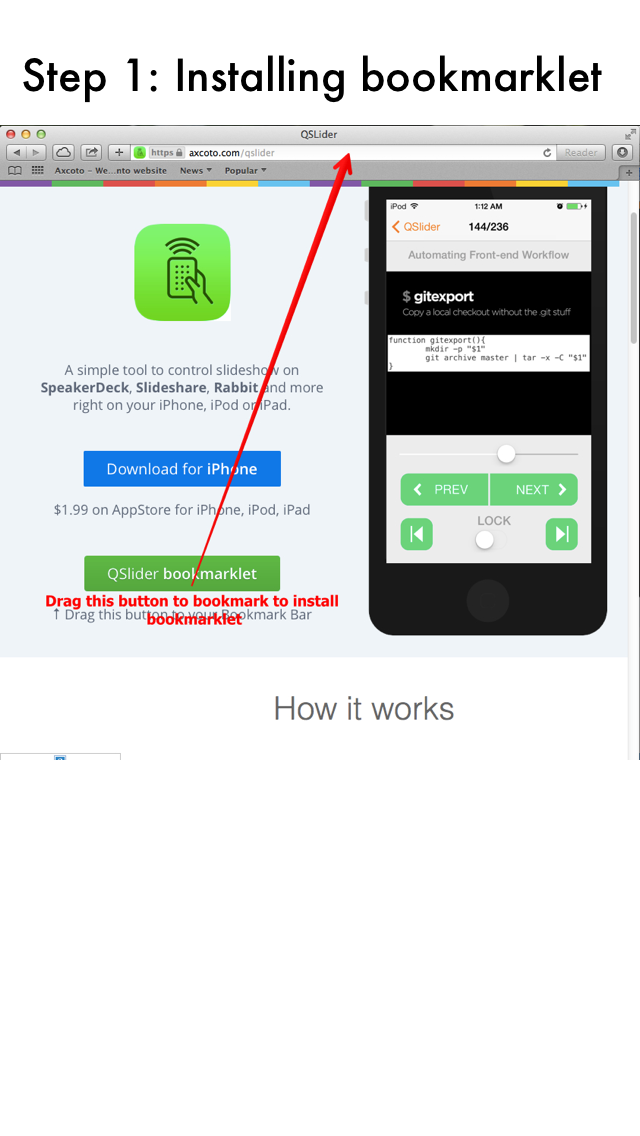 Step 1: Installing bookmarklet
QSLider
https axcoto.com/qslider
Reader
Axcoto - We...nto website News Popular
iPod 1:12 AM
QSlider 144/236
Automating Front-end Workflow
$ gitexport
Copy a local checkout without the .git stuff
function gitexport(){
mkdir -p "$1"
git archive master | tar -x -C "$1"
}
A simple tool to control slideshow on
SpeakerDeck, Slideshare, Rabbit and more
right on your iPhone, iPod or iPad.
Download for iPhone
$1.99 on AppStore for iPhone, iPod, iPad
PREV NEXT
LOCK
QSlider bookmarklet
Drag this button to bookmark to install
bookmarklet
↑ Drag this button to your Bookmark Bar
How it works